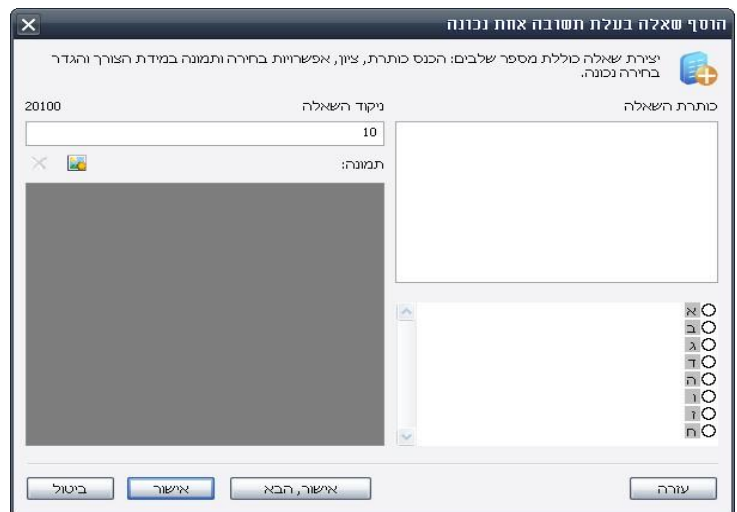 הוסף שאלה בעלת תשובה אחת נכונה
יצירת שאלה כוללת מספר שלבים: הכנס כותרת, ציון, אפשרויות בחירה ותמונה במידת הצורך והגדר
בחירה נכונה.
כותרת השאלה
ניקוד השאלה
20100
10
תמונה:
א
ב
ג
ד
ה
ו
ז
ח
עזרה
אישור, הבא
אישור
ביטול